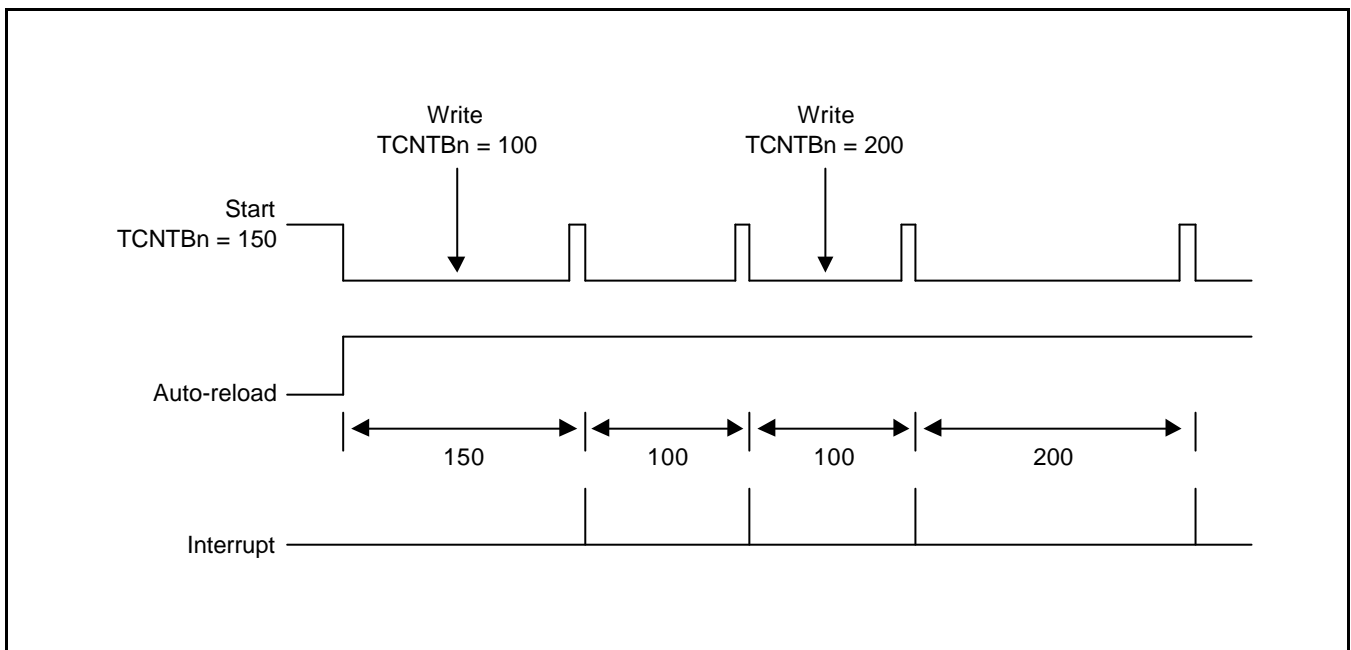 Write
TCNTBn = 100
Write
TCNTBn = 200
Start
TCNTBn = 150
Auto-reload
150
100
100
200
Interrupt